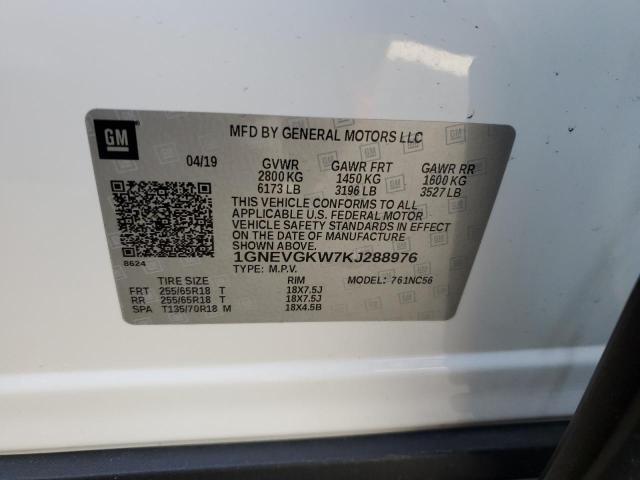 GM
MFD BY GENERAL MOTORS LLC
04/19 GVWR GAWR FRT GAWR RR
2800 KG 1450 KG 1600 KG
6173 LB 3196 LB 3527 LB
THIS VEHICLE CONFORMS TO ALL
APPLICABLE U.S. FEDERAL MOTOR
VEHICLE SAFETY STANDARDS IN EFFECT
ON THE DATE OF MANUFACTURE
SHOWN ABOVE.
8624 1GNEVGKW7KJ288976
TYPE: M.P.V. MODEL: 761NC56
TIRE SIZE RIM
FRT 255/65R18 T 18X7.5J
RR 255/65R18 T 18X7.5J
SPA T135/70R18 M 18X4.5B